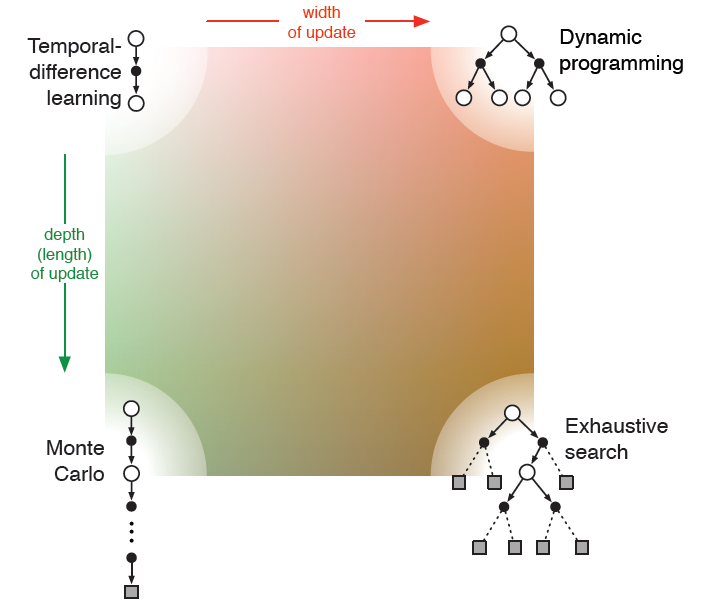 width
of update
Temporal-
difference
learning
Dynamic
programming
depth
(length)
of update
Monte
Carlo
Exhaustive
search